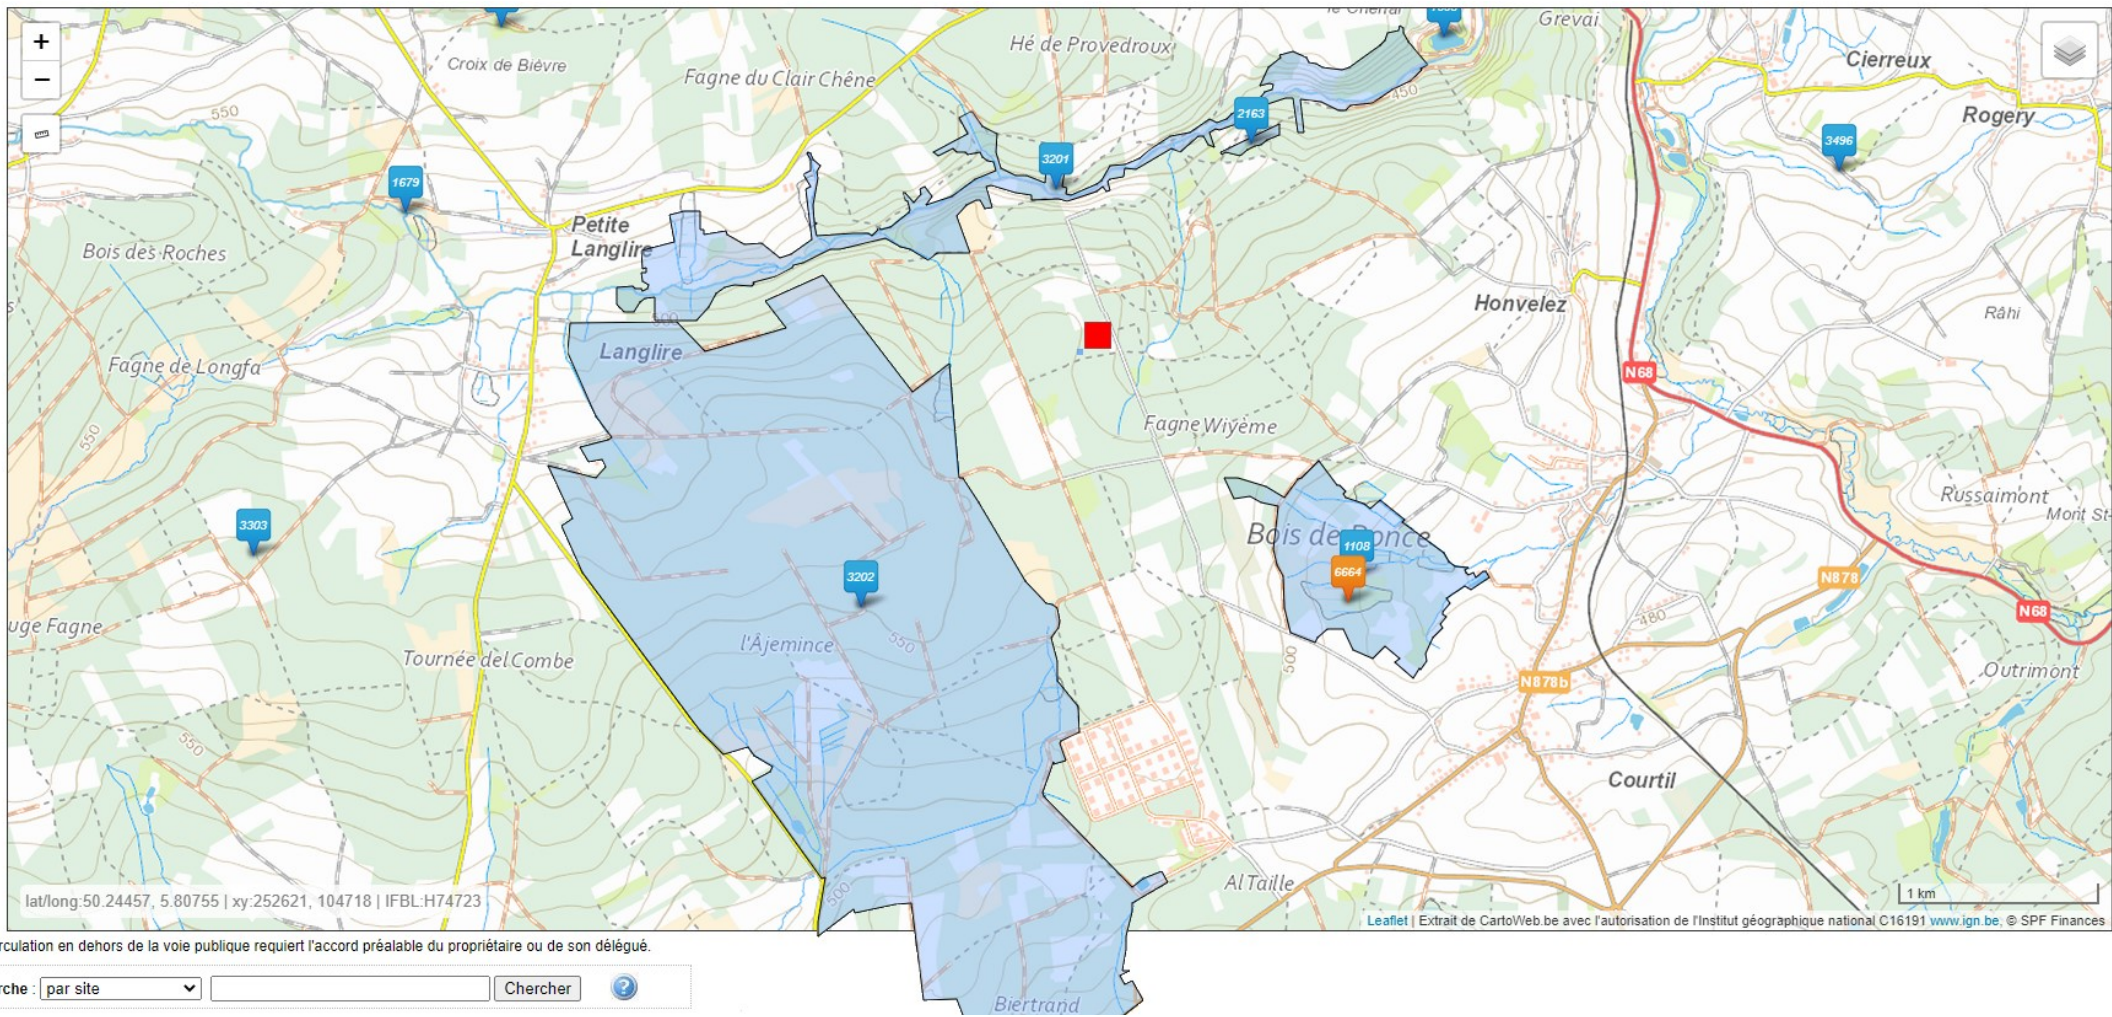 le Cherral
Grevai
+
Hé de Provedroux
Cierreux
Croix de Bièvre
Fagne du Clair Chêne
−
450
550
2163
Rogery
3496
3201
1679
Petite
Langlire
Bois des Roches
Honvelez
Râhi
500
Langlire
Fagne de Longfa
N68
Fagne Wiyème
550
Russaimont
Mont St-
3303
Bois de Ronce
1108
6664
3202
N878
N68
uge Fagne
l'Âjemince
550
480
Tournée del Combe
500
Outrimont
N878b
550
Courtil
Al Taille
500
lat/long:50.24457, 5.80755 | xy:252621, 104718 | IFBL:H74723
1 km
Leaflet | Extrait de CartoWeb.be avec l'autorisation de l'Institut géographique national C16191 www.ign.be, © SPF Finances
rculation en dehors de la voie publique requiert l'accord préalable du propriétaire ou de son délégué.
rche : par site Chercher ?
Biertrand